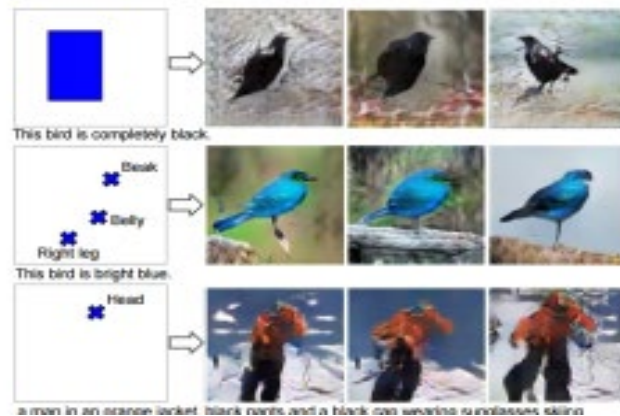 This bird is completely black.
Beak
Belly
Right leg
This bird is bright blue.
Head
a man in an orange jacket, black pants and a black cap wearing sunglasses skiing